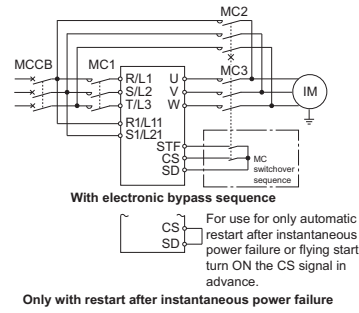 MC2
MCCB MC1 MC3
R/L1 U
S/L2 V
T/L3 W
IM
R1/L11
S1/L21
STF
CS
SD
MC
switchover
sequence
With electronic bypass sequence
CS
SD
For use for only automatic
restart after instantaneous
power failure or flying start
turn ON the CS signal in
advance.
Only with restart after instantaneous power failure